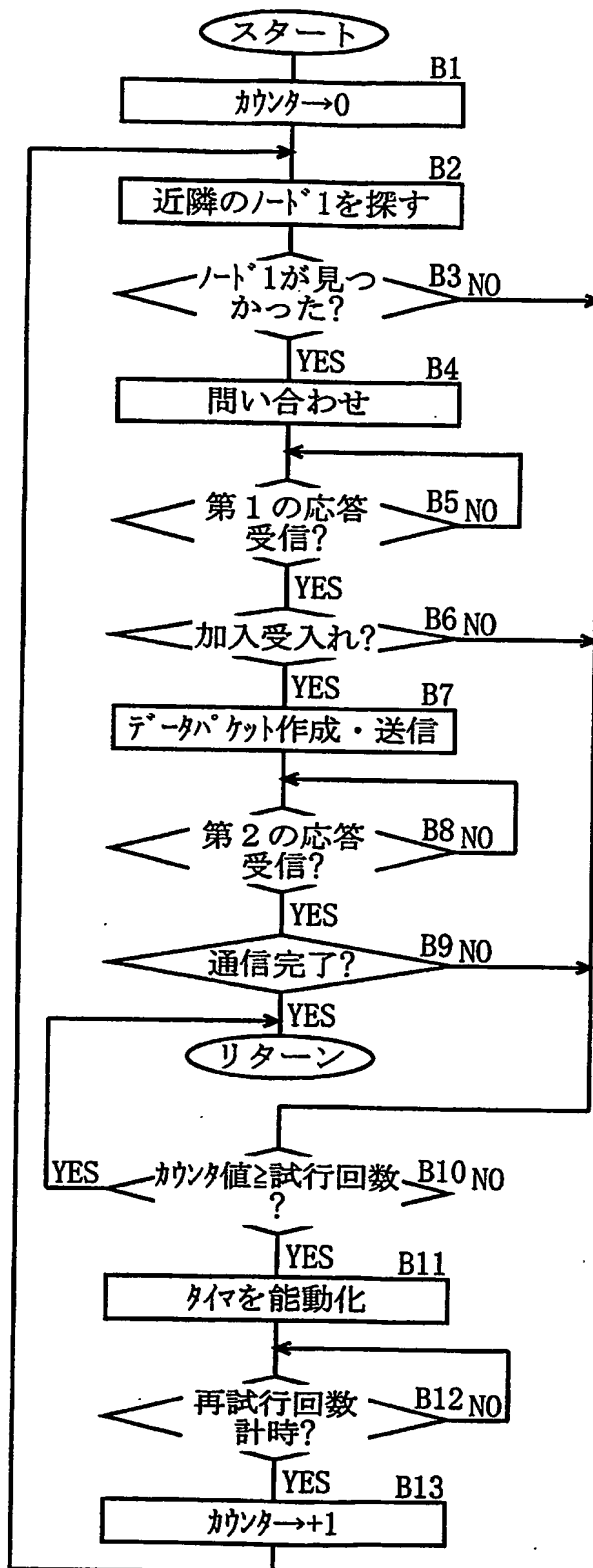 スタート
B1
カウンタ→0
B2
近隣のノード1を探す
ノード1が見つ
かった?
B3 NO
YES
B4
問い合わせ
第1の応答
受信?
B5 NO
YES
加入受入れ?
B6 NO
YES
B7
データパケット作成・送信
第2の応答
受信?
B8 NO
YES
通信完了?
B9 NO
YES
リターン
YES
カウンタ値≧試行回数
?
B10 NO
YES
B11
タイマを能動化
再試行回数
計時?
B12 NO
YES
B13
カウンタ→+1